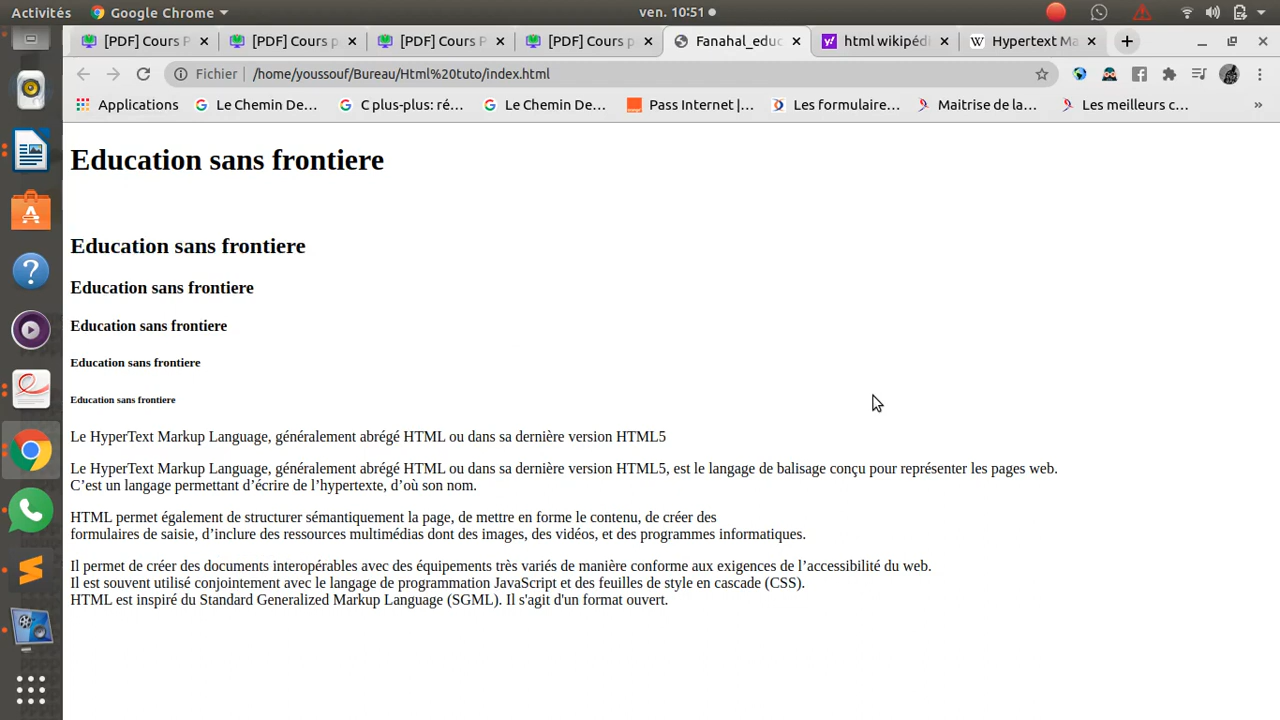 Activités
Google Chrome
ven. 10:51
[PDF] Cours P
[PDF] Cours p
[PDF] Cours P
[PDF] Cours p
Fanahal_educ
html wikipédi
Hypertext Ma
Fichier
/home/youssouf/Bureau/Html%20tuto/index.html
Applications
Le Chemin De...
C plus-plus: ré...
Le Chemin De...
Pass Internet |...
Les formulaire...
Maitrise de la...
Les meilleurs c...
»
Education sans frontiere
Education sans frontiere
Education sans frontiere
Education sans frontiere
Education sans frontiere
Education sans frontiere
Le HyperText Markup Language, généralement abrégé HTML ou dans sa dernière version HTML5
Le HyperText Markup Language, généralement abrégé HTML ou dans sa dernière version HTML5, est le langage de balisage conçu pour représenter les pages web.
C’est un langage permettant d’écrire de l’hypertexte, d’où son nom.
HTML permet également de structurer sémantiquement la page, de mettre en forme le contenu, de créer des
formulaires de saisie, d’inclure des ressources multimédias dont des images, des vidéos, et des programmes informatiques.
Il permet de créer des documents interopérables avec des équipements très variés de manière conforme aux exigences de l’accessibilité du web.
Il est souvent utilisé conjointement avec le langage de programmation JavaScript et des feuilles de style en cascade (CSS).
HTML est inspiré du Standard Generalized Markup Language (SGML). Il s'agit d'un format ouvert.